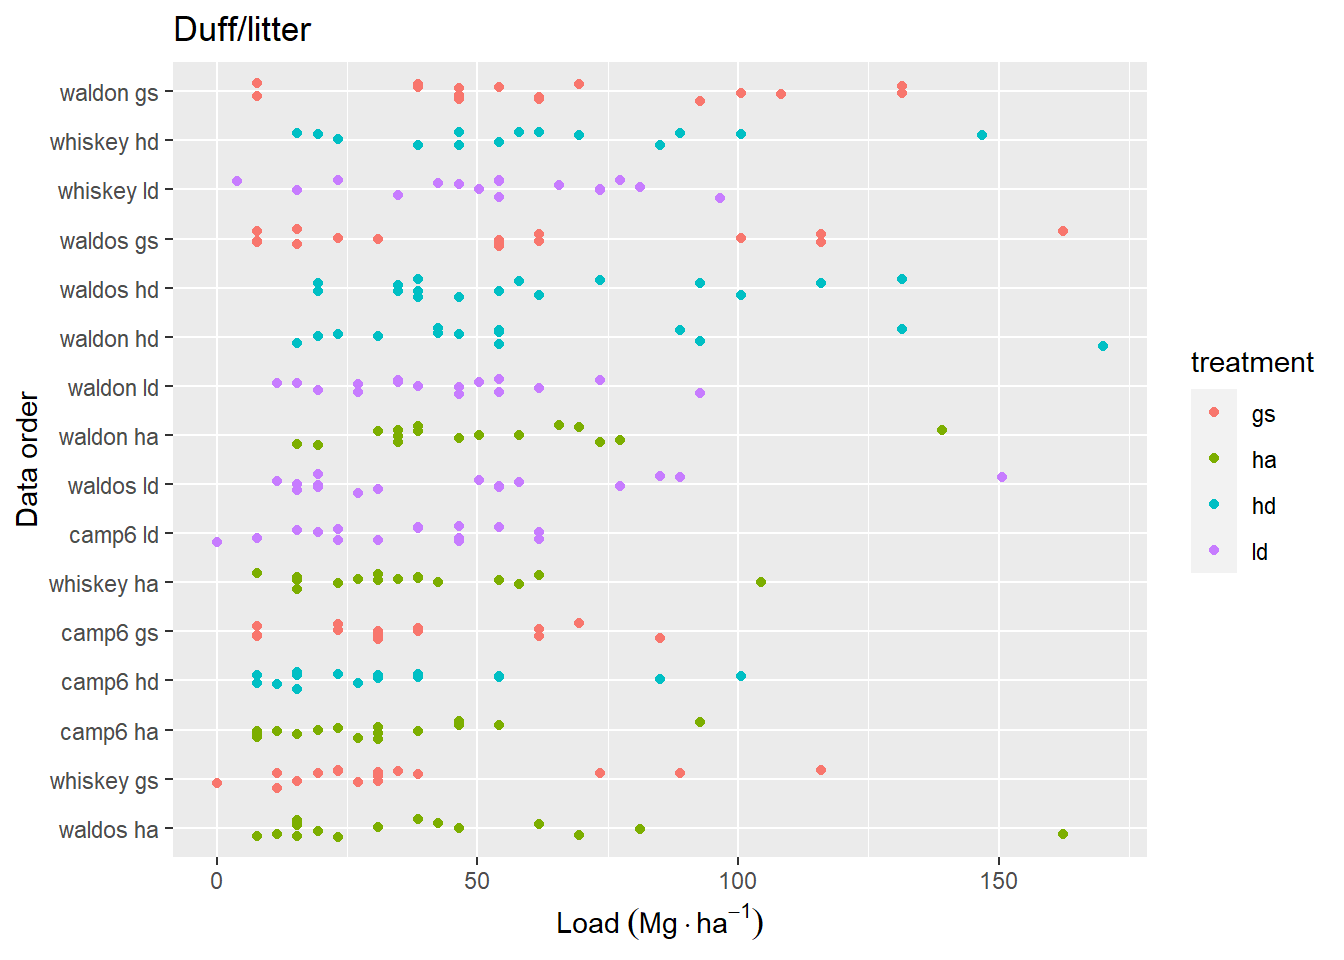 Duff/litter
waldon gs
whiskey hd
whiskey ld
waldos gs
waldos hd
waldon hd
waldon ld
waldon ha
waldos ld
camp6 ld
whiskey ha
camp6 gs
camp6 hd
camp6 ha
whiskey gs
waldos ha
Data order
0 50 100 150
Load (Mg · ha⁻¹)
treatment
gs
ha
hd
ld